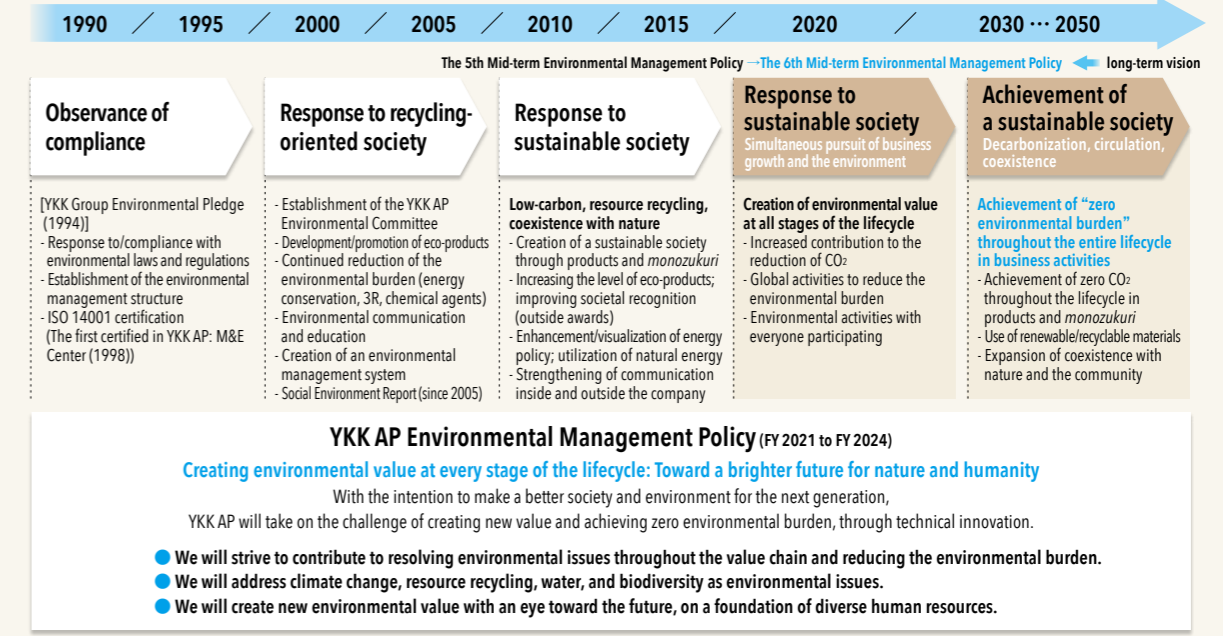 1990 / 1995 / 2000 / 2005 / 2010 / 2015 / 2020 / 2030 ··· 2050
The 5th Mid-term Environmental Management Policy →The 6th Mid-term Environmental Management Policy long-term vision
Observance of
compliance
[YKK Group Environmental Pledge
(1994)]
- Response to/compliance with
environmental laws and regulations
- Establishment of the environmental
management structure
- ISO 14001 certification
(The first certified in YKK AP: M&E
Center (1998))
Response to recycling-
oriented society
- Establishment of the YKK AP
Environmental Committee
- Development/promotion of eco-products
- Continued reduction of the
environmental burden (energy
conservation, 3R, chemical agents)
- Environmental communication
and education
- Creation of an environmental
management system
- Social Environment Report (since 2005)
Response to
sustainable society
Low-carbon, resource recycling,
coexistence with nature
- Creation of a sustainable society
through products and monozukuri
- Increasing the level of eco-products;
improving societal recognition
(outside awards)
- Enhancement/visualization of energy
policy; utilization of natural energy
- Strengthening of communication
inside and outside the company
Response to
sustainable society
Simultaneous pursuit of business
growth and the environment
Creation of environmental value
at all stages of the lifecycle
- Increased contribution to the
reduction of CO2
- Global activities to reduce the
environmental burden
- Environmental activities with
everyone participating
Achievement of
a sustainable society
Decarbonization, circulation,
coexistence
Achievement of “zero
environmental burden”
throughout the entire lifecycle
in business activities
- Achievement of zero CO2
throughout the lifecycle in
products and monozukuri
- Use of renewable/recyclable materials
- Expansion of coexistence with
nature and the community
YKK AP Environmental Management Policy (FY 2021 to FY 2024)
Creating environmental value at every stage of the lifecycle: Toward a brighter future for nature and humanity
With the intention to make a better society and environment for the next generation,
YKK AP will take on the challenge of creating new value and achieving zero environmental burden, through technical innovation.
● We will strive to contribute to resolving environmental issues throughout the value chain and reducing the environmental burden.
● We will address climate change, resource recycling, water, and biodiversity as environmental issues.
● We will create new environmental value with an eye toward the future, on a foundation of diverse human resources.